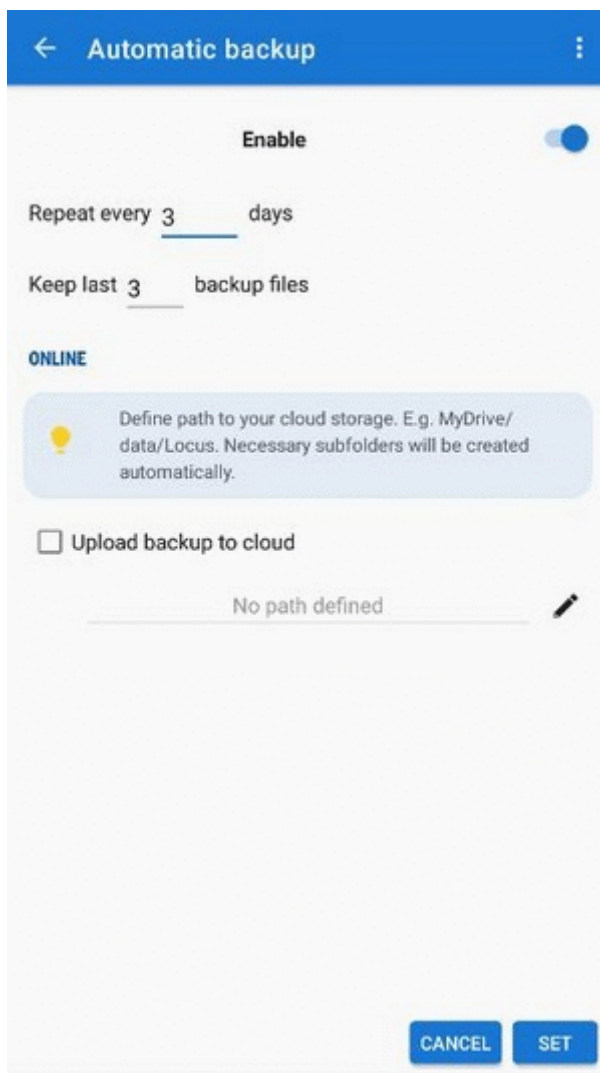 Automatic backup
Enable
Repeat every 3 days
Keep last 3 backup files
ONLINE
Define path to your cloud storage. E.g. MyDrive/
data/Locus. Necessary subfolders will be created
automatically.
Upload backup to cloud
No path defined
CANCEL SET